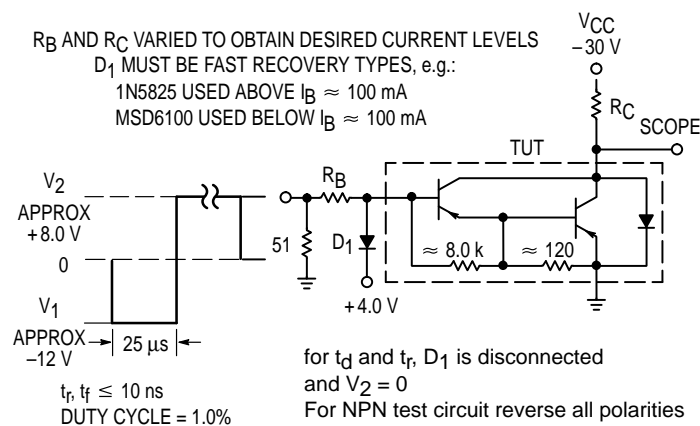 R_B AND R_C VARIED TO OBTAIN DESIRED CURRENT LEVELS
D_1 MUST BE FAST RECOVERY TYPES, e.g.:
1N5825 USED ABOVE I_B ≈ 100 mA
MSD6100 USED BELOW I_B ≈ 100 mA
V_CC
−30 V
R_C
SCOPE
TUT
V_2
APPROX
+8.0 V
0
V_1
APPROX
−12 V
25 µs
t_r, t_f ≤ 10 ns
DUTY CYCLE = 1.0%
51
R_B
D_1
+4.0 V
≈ 8.0 k
≈ 120
for t_d and t_r, D_1 is disconnected
and V_2 = 0
For NPN test circuit reverse all polarities